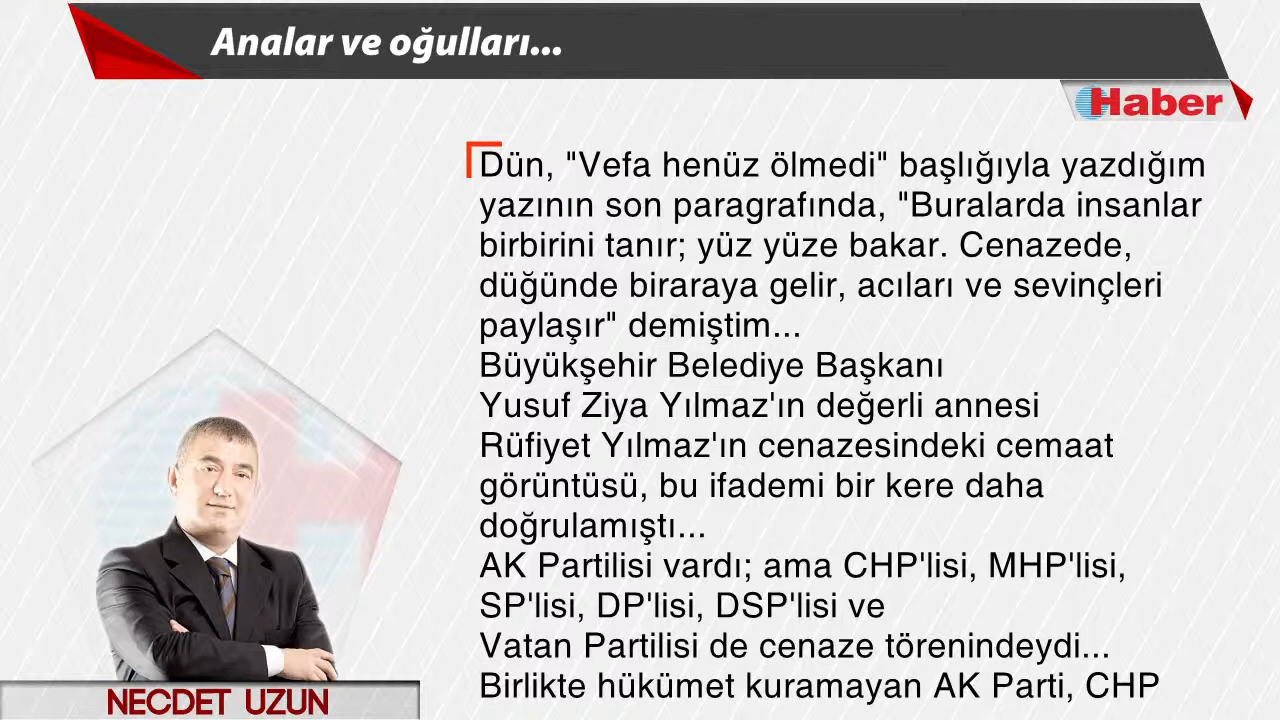 Analar ve oğulları...
Haber
Dün, "Vefa henüz ölmedi" başlığıyla yazdığım
yazının son paragrafında, "Buralarda insanlar
birbirini tanır; yüz yüze bakar. Cenazede,
düğünde biraraya gelir, acıları ve sevinçleri
paylaşır" demiştim...
Büyükşehir Belediye Başkanı
Yusuf Ziya Yılmaz'ın değerli annesi
Rüfiyet Yılmaz'ın cenazesindeki cemaat
görüntüsü, bu ifademi bir kere daha
doğrulamıştı...
AK Partilisi vardı; ama CHP'lisi, MHP'lisi,
SP'lisi, DP'lisi, DSP'lisi ve
Vatan Partilisi de cenaze törenindeydi...
Birlikte hükümet kuramayan AK Parti, CHP
NECDET UZUN